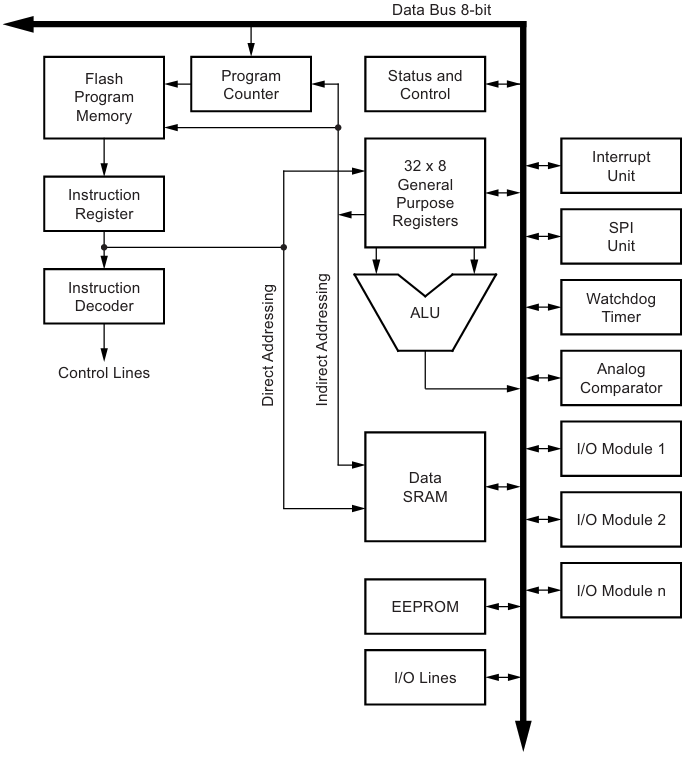 Data Bus 8-bit
Flash
Program
Memory
Program
Counter
Status and
Control
32 x 8
General
Purpose
Registers
Interrupt
Unit
Instruction
Register
SPI
Unit
Instruction
Decoder
Direct Addressing
Indirect Addressing
ALU
Watchdog
Timer
Control Lines
Analog
Comparator
I/O Module 1
Data
SRAM
I/O Module 2
EEPROM
I/O Module n
I/O Lines